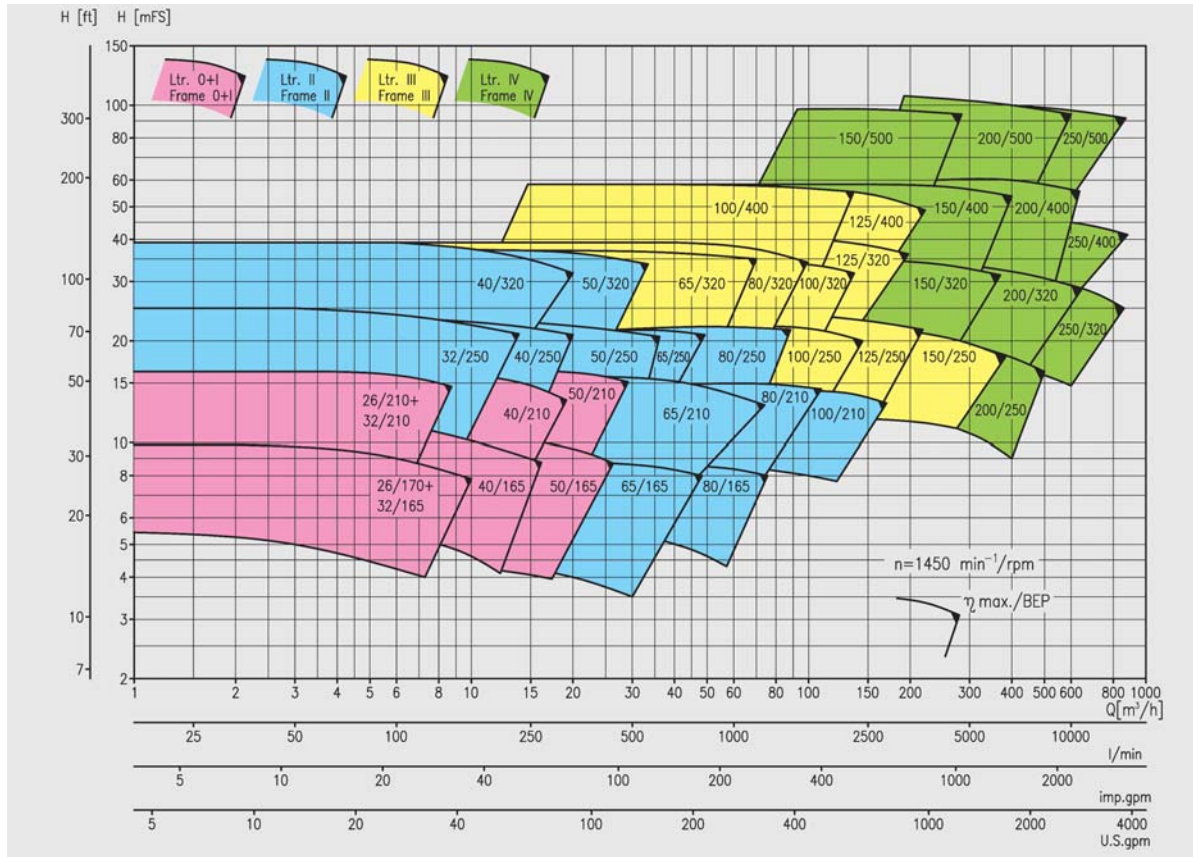 H [ft] H [mFS]
150
100
80
60
50
40
30
20
15
10
8
6
5
4
3
2
300
200
100
70
50
30
20
10
7
Ltr. 0+I
Frame 0+I
Ltr. II
Frame II
Ltr. III
Frame III
Ltr. IV
Frame IV
150/500 200/500 250/500
100/400 125/400 150/400 200/400 250/400
40/320 50/320 65/320 80/320 100/320 125/320 150/320 200/320 250/320
32/250 40/250 50/250 65/250 80/250 100/250 125/250 150/250 200/250
26/210+
32/210
40/210 50/210 65/210 80/210 100/210
26/170+
32/165
40/165 50/165 65/165 80/165
n=1450 min⁻¹/rpm
η max./BEP
1 2 3 4 5 6 8 10 15 20 30 40 50 60 80 100 150 200 300 400 500 600 800 1000
Q[m³/h]
25 50 100 250 500 1000 2500 5000 10000
l/min
5 10 20 40 100 200 400 1000 2000
imp.gpm
5 10 20 40 100 200 400 1000 2000 4000
U.S.gpm